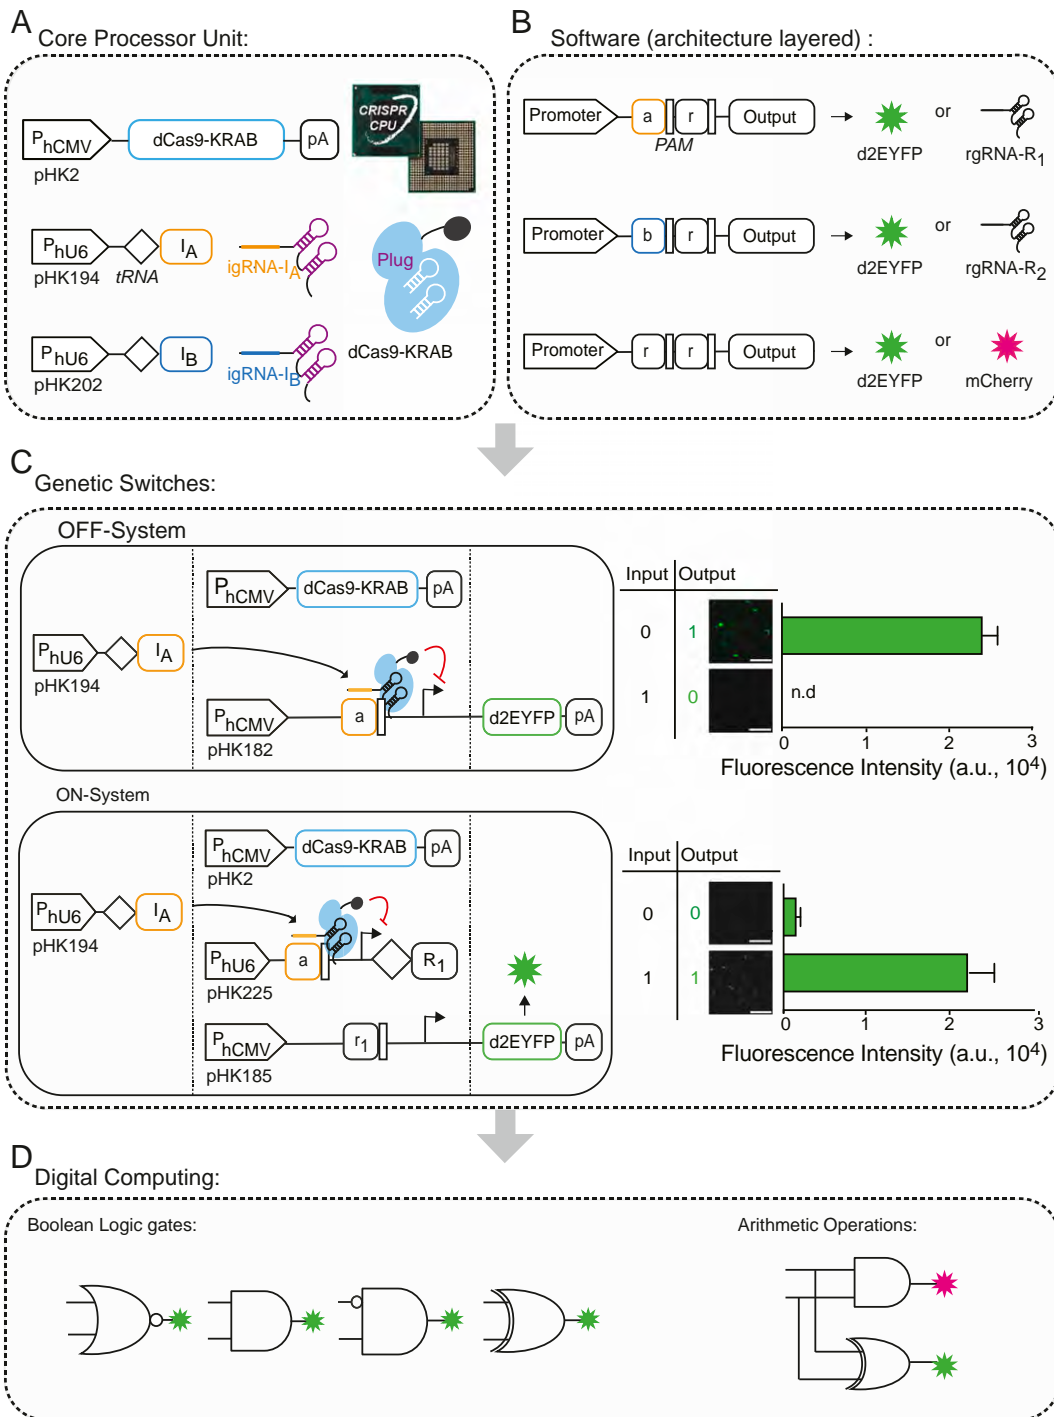 A
Core Processor Unit:
PhCMV
dCas9-KRAB
pA
pHK2
CRISPR
CPU
PhU6
IA
pHK194
tRNA
igRNA-IA
Plug
PhU6
IB
pHK202
igRNA-IB
dCas9-KRAB
B
Software (architecture layered) :
Promoter
a
r
Output
PAM
d2EYFP
or
rgRNA-R1
Promoter
b
r
Output
d2EYFP
or
rgRNA-R2
Promoter
r
r
Output
d2EYFP
or
mCherry
C
Genetic Switches:
OFF-System
PhCMV
dCas9-KRAB
pA
PhU6
IA
pHK194
PhCMV
a
d2EYFP
pA
pHK182
Input
Output
0
1
1
0
n.d
0
1
2
3
Fluorescence Intensity (a.u., 10^4)
ON-System
PhCMV
dCas9-KRAB
pA
pHK2
PhU6
IA
pHK194
PhU6
a
R1
pHK225
PhCMV
r1
d2EYFP
pA
pHK185
Input
Output
0
0
1
1
0
1
2
3
Fluorescence Intensity (a.u., 10^4)
D
Digital Computing:
Boolean Logic gates:
Arithmetic Operations: